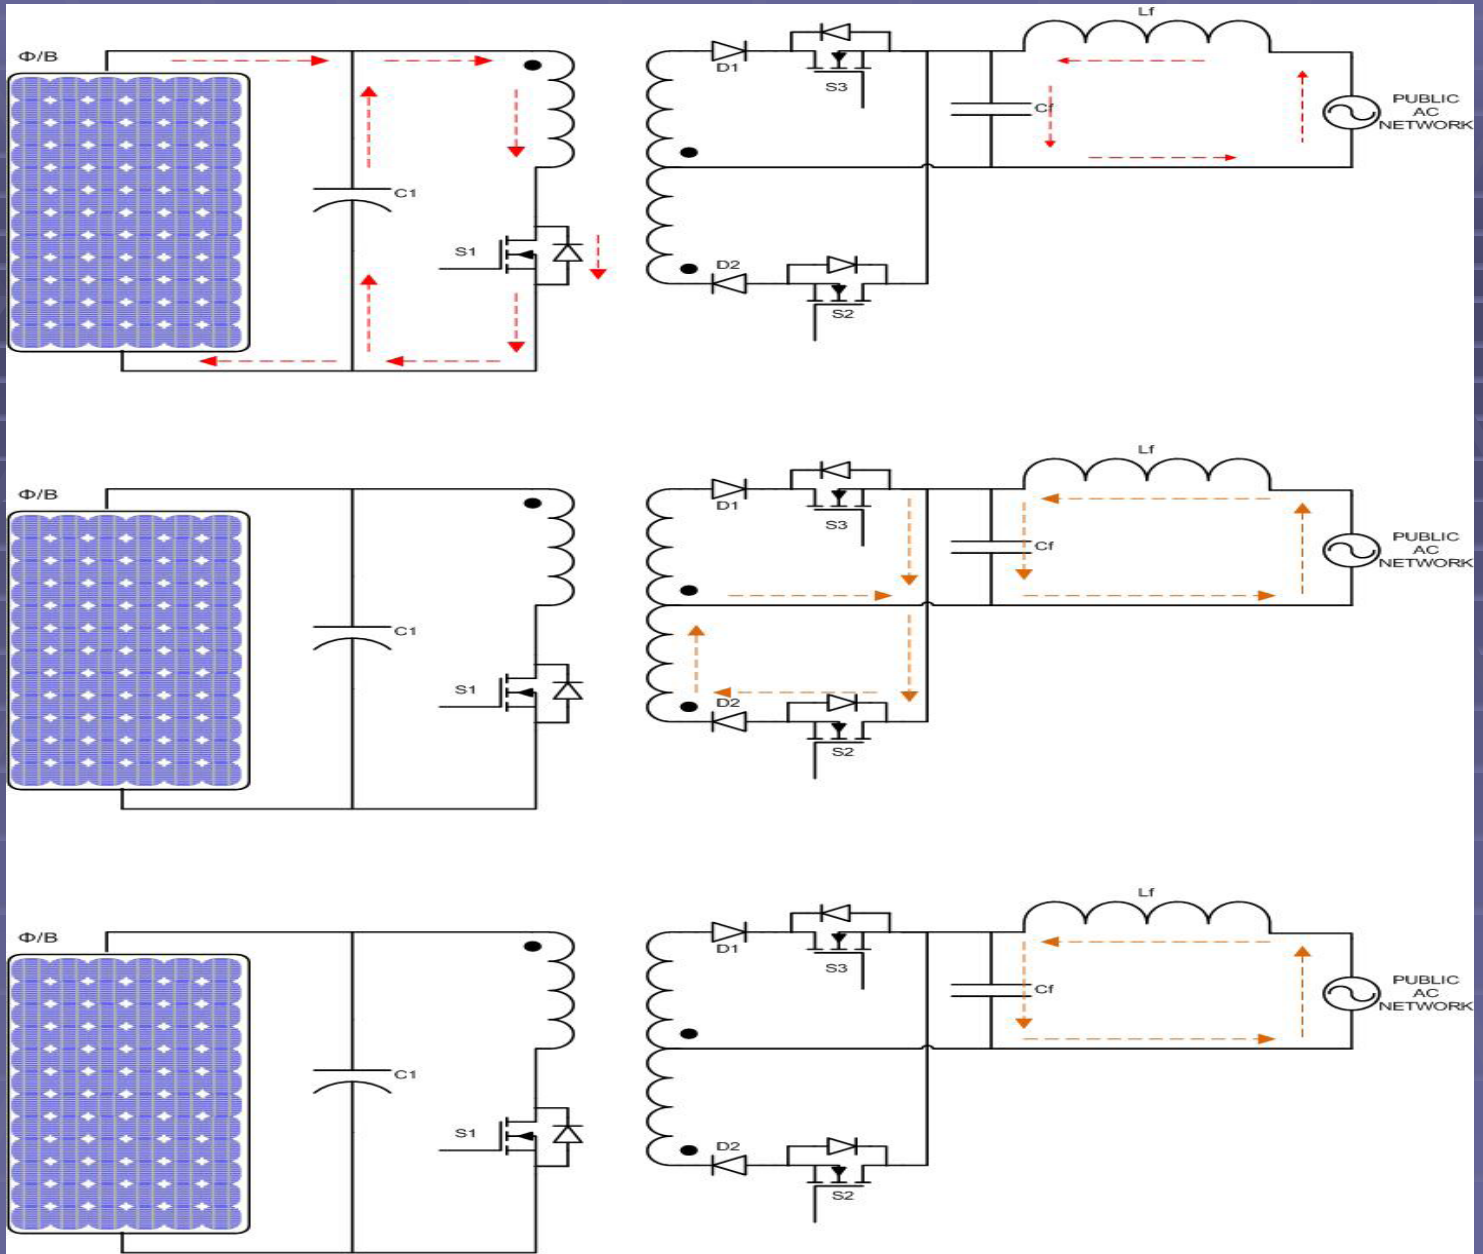 Φ/B
C1
S1
D1
S3
D2
S2
Lf
Cf
PUBLIC
AC
NETWORK
Φ/B
C1
S1
D1
S3
D2
S2
Lf
Cf
PUBLIC
AC
NETWORK
Φ/B
C1
S1
D1
S3
D2
S2
Lf
Cf
PUBLIC
AC
NETWORK